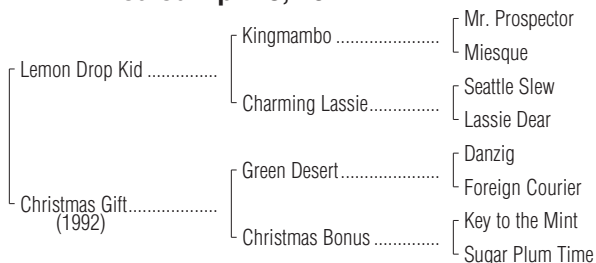 Mr. Prospector
Kingmambo ....................
Miesque
Lemon Drop Kid ..............
Seattle Slew
Charming Lassie..............
Lassie Dear
Danzig
Green Desert...................
Foreign Courier
Christmas Gift..................
(1992)
Key to the Mint
Christmas Bonus .............
Sugar Plum Time